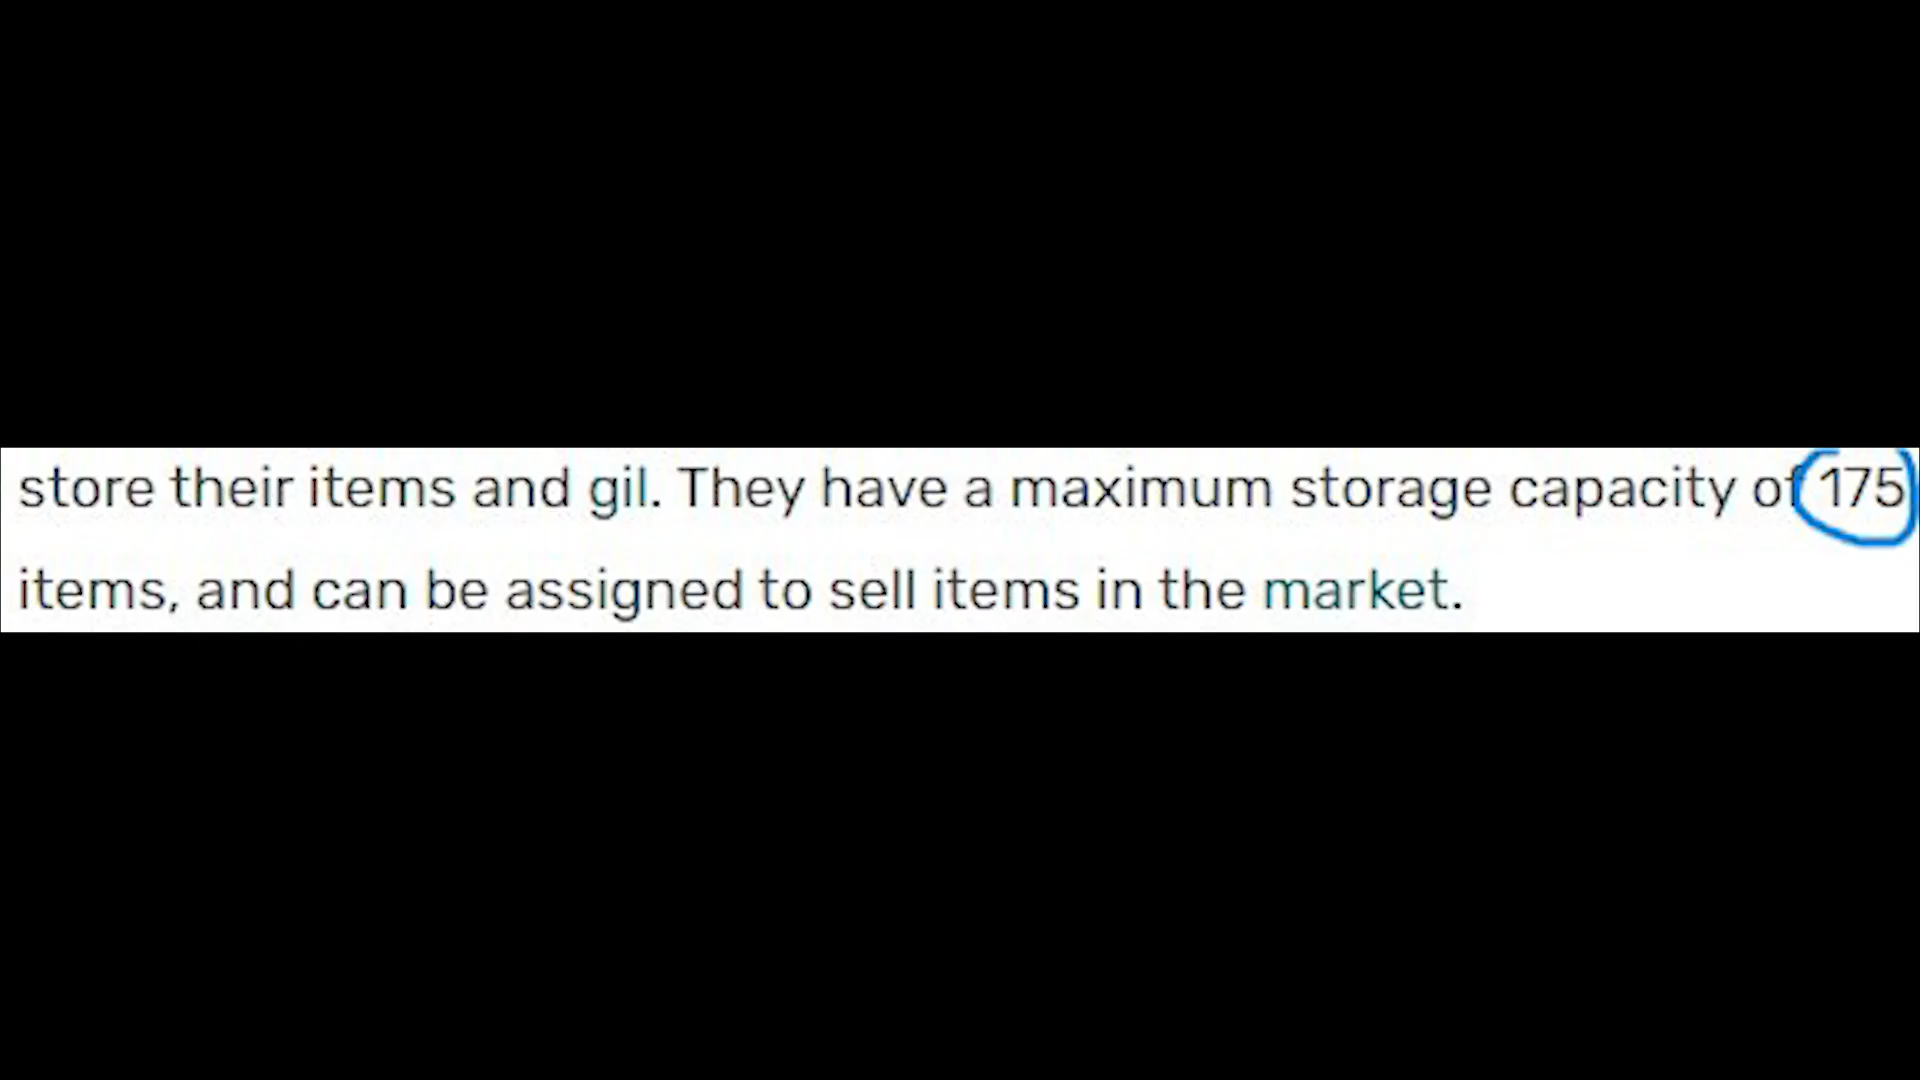 store their items and gil. They have a maximum storage capacity of 175
items, and can be assigned to sell items in the market.